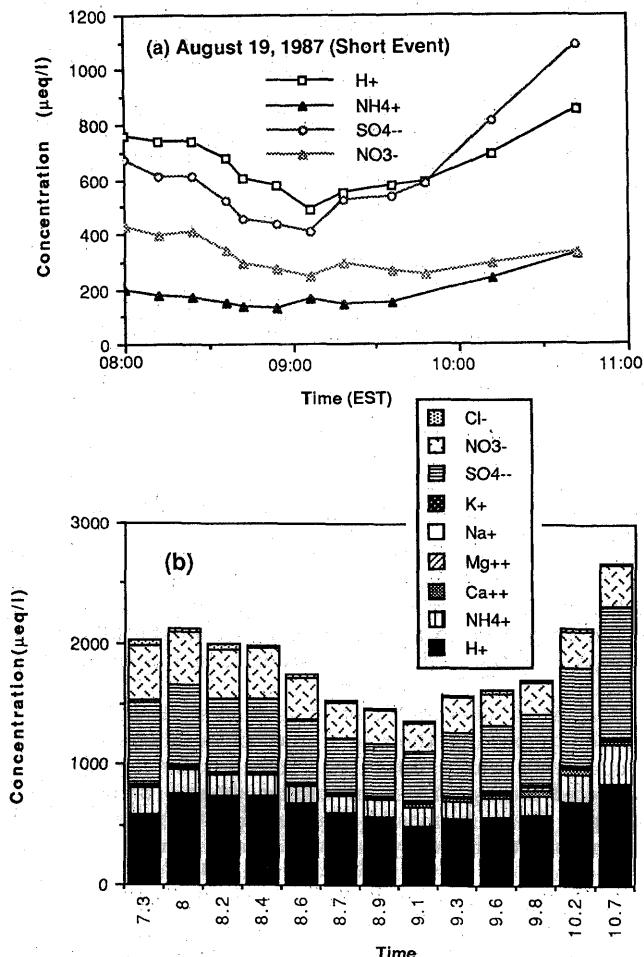 1200
(a) August 19, 1987 (Short Event)
1000
H+
NH4+
800
SO4--
NO3-
600
400
200
0
Concentration (µeq/l)
08:00 09:00 10:00 11:00
Time (EST)
Cl-
NO3-
SO4--
K+
Na+
Mg++
Ca++
NH4+
H+
3000
(b)
2000
1000
0
Concentration(µeq/l)
7.3 8 8.2 8.4 8.6 8.7 8.9 9.1 9.3 9.6 9.8 10.2 10.7
Time